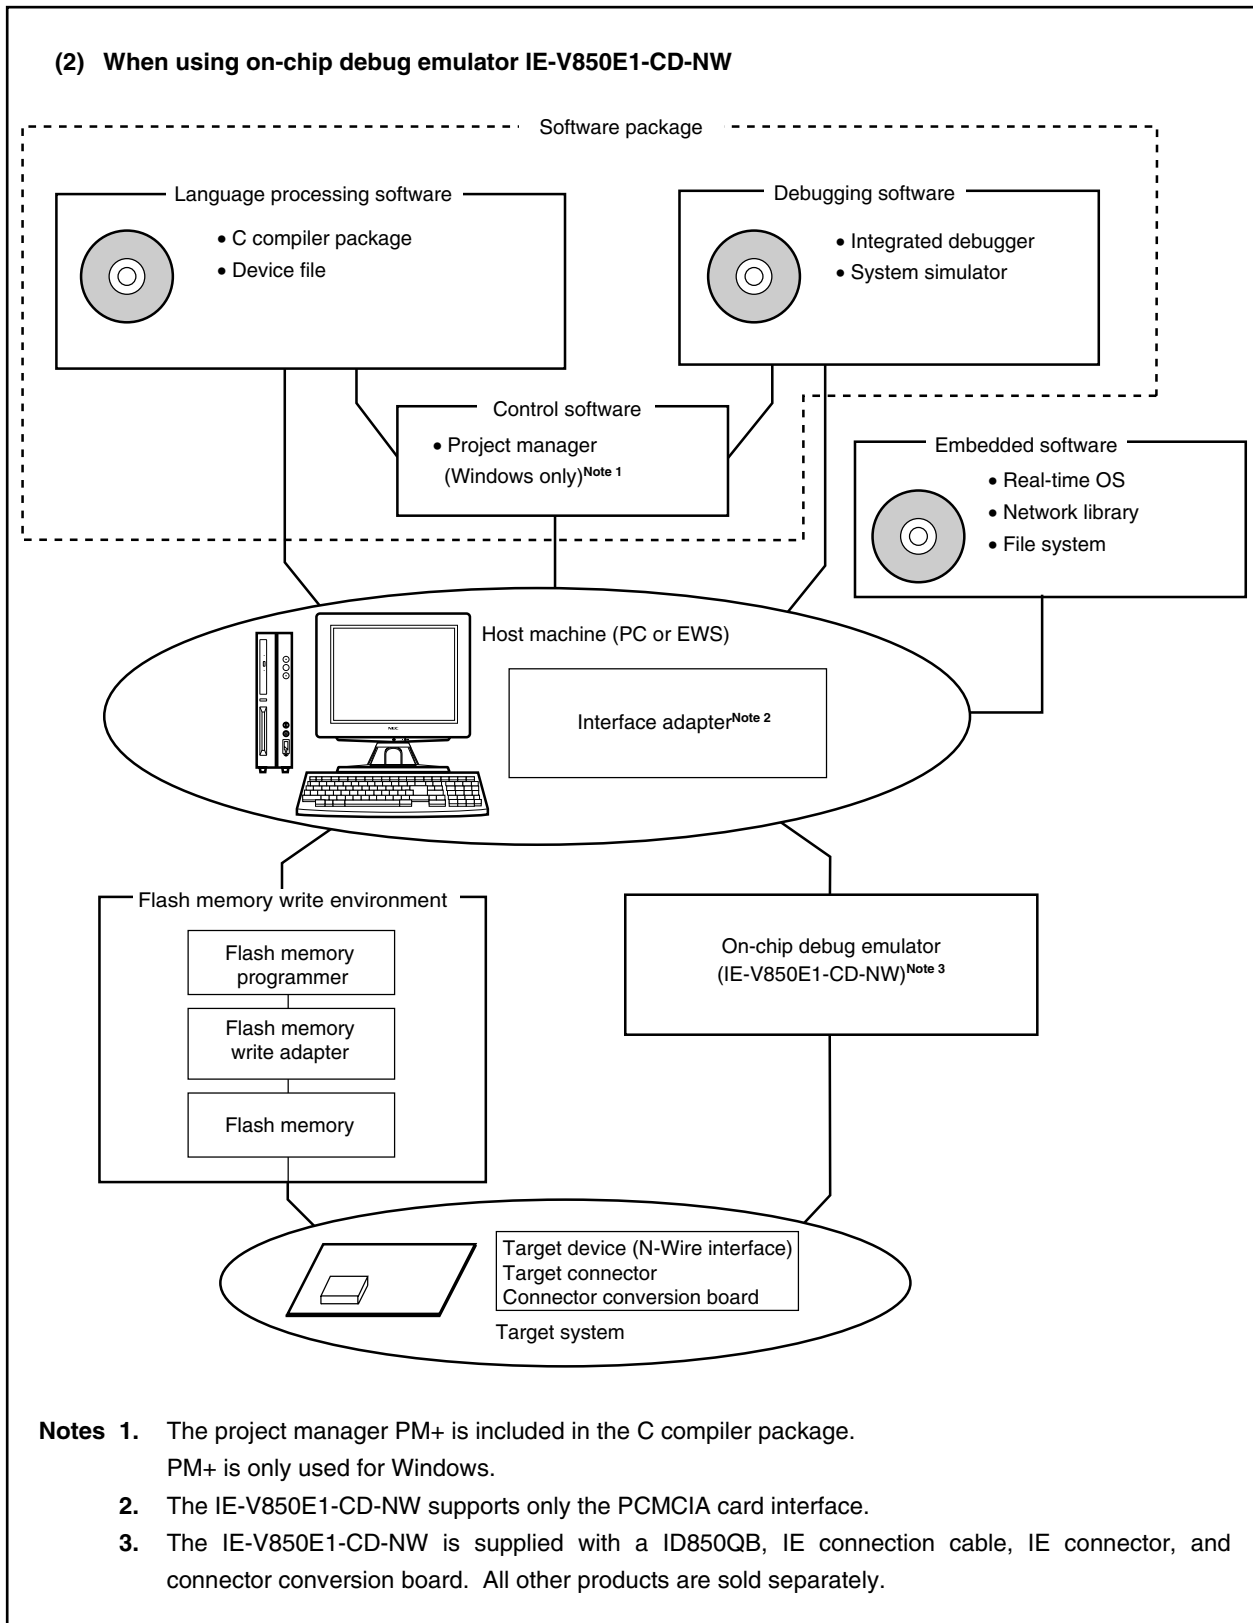 (2) When using on-chip debug emulator IE-V850E1-CD-NW
Software package
Language processing software
• C compiler package
• Device file
Debugging software
• Integrated debugger
• System simulator
Control software
• Project manager
(Windows only)Note 1
Embedded software
• Real-time OS
• Network library
• File system
Host machine (PC or EWS)
Interface adapterNote 2
NEC
Flash memory write environment
Flash memory
programmer
Flash memory
write adapter
Flash memory
On-chip debug emulator
(IE-V850E1-CD-NW)Note 3
Target device (N-Wire interface)
Target connector
Connector conversion board
Target system
Notes 1. The project manager PM+ is included in the C compiler package.
PM+ is only used for Windows.
2. The IE-V850E1-CD-NW supports only the PCMCIA card interface.
3. The IE-V850E1-CD-NW is supplied with a ID850QB, IE connection cable, IE connector, and
connector conversion board. All other products are sold separately.